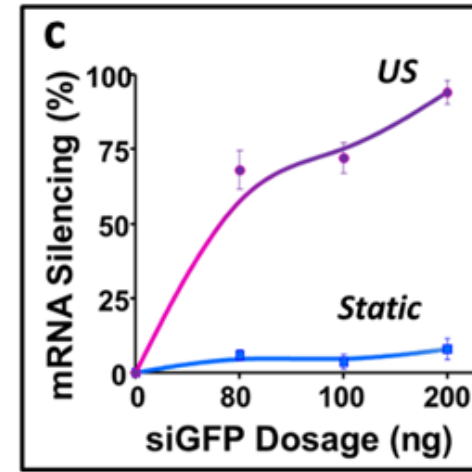 C
US
100
75
50
25
0
mRNA Silencing (%)
Static
0 80 100 200
siGFP Dosage (ng)